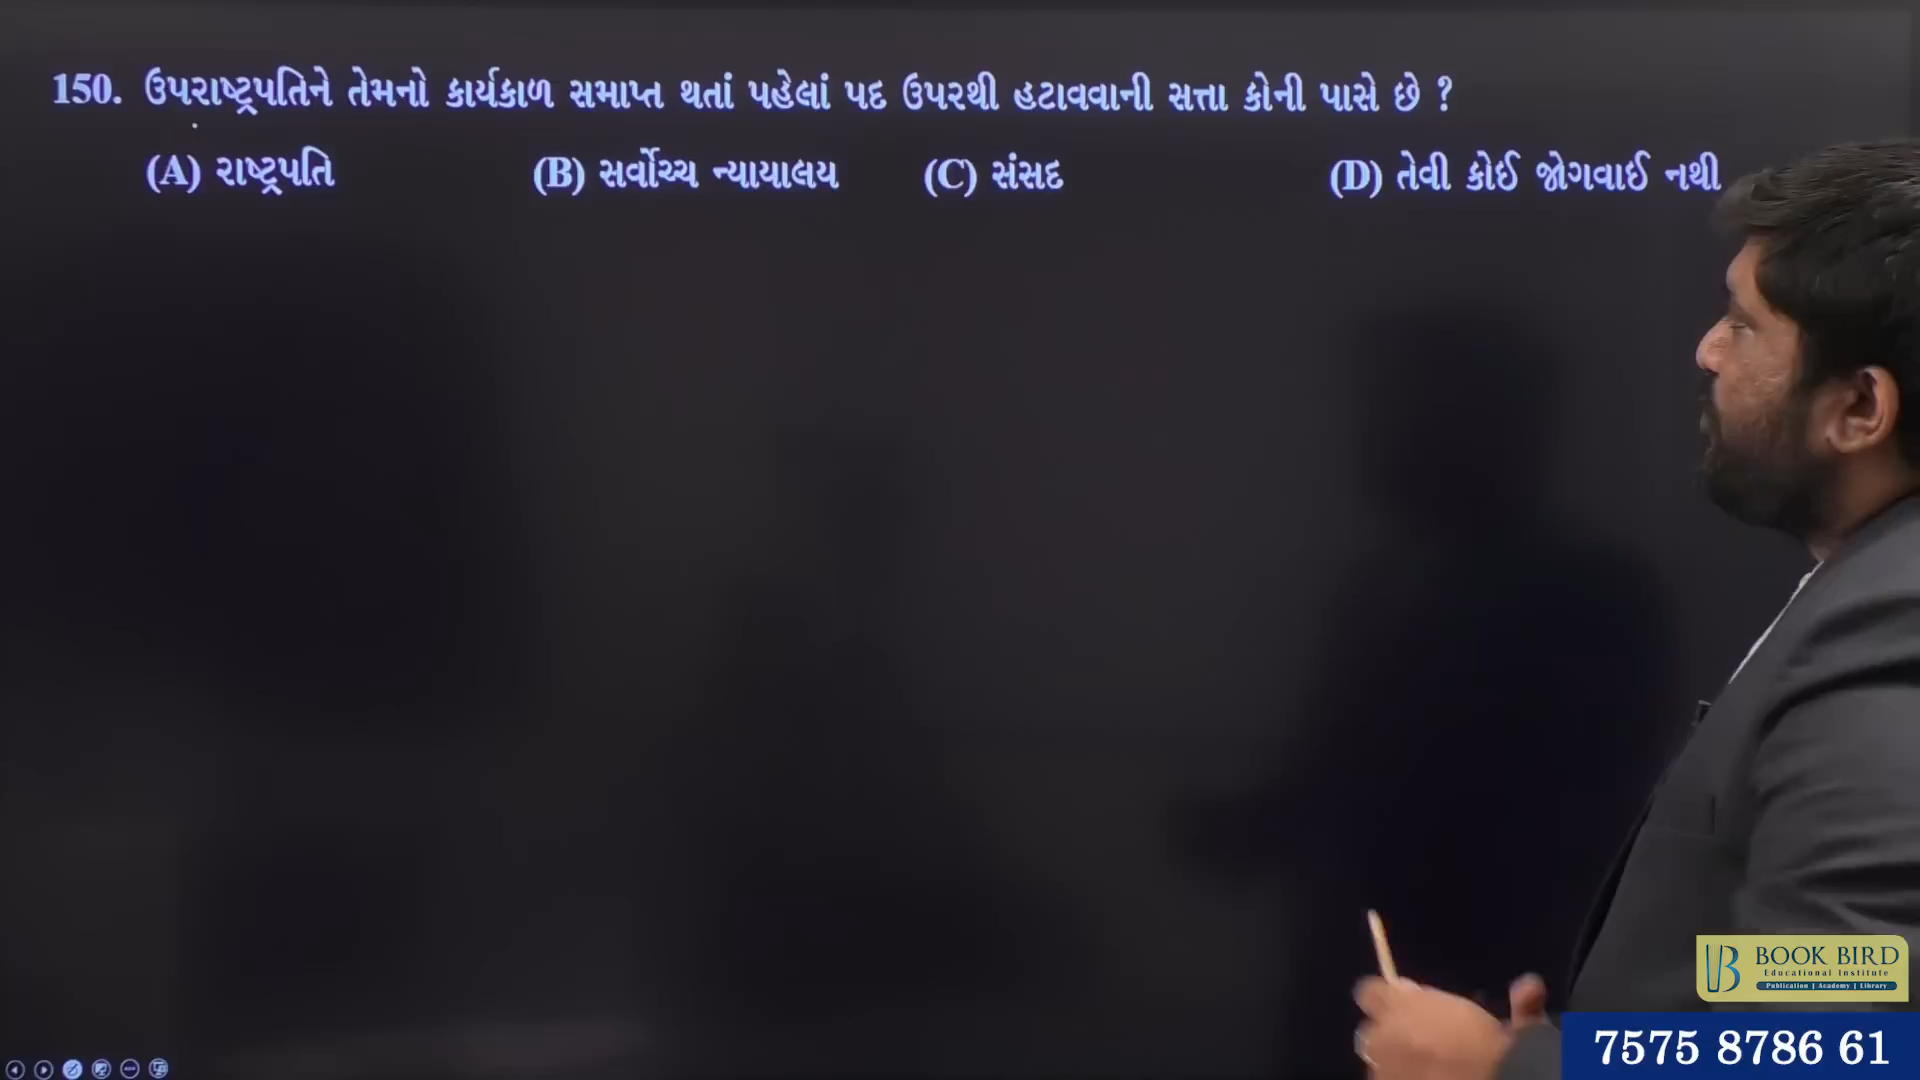 150. ઉપરાષ્ટ્રપતિને તેમનો કાર્યકાળ સમાપ્ત થતાં પહેલાં પદ ઉપરથી હટાવવાની સત્તા કોની પાસે છે ?
(A) રાષ્ટ્રપતિ (B) સર્વોચ્ચ ન્યાયાલય (C) સંસદ (D) તેવી કોઈ જોગવાઈ નથી
BOOK BIRD
Educational Institute
Publication | Academy | Library
7575 8786 61